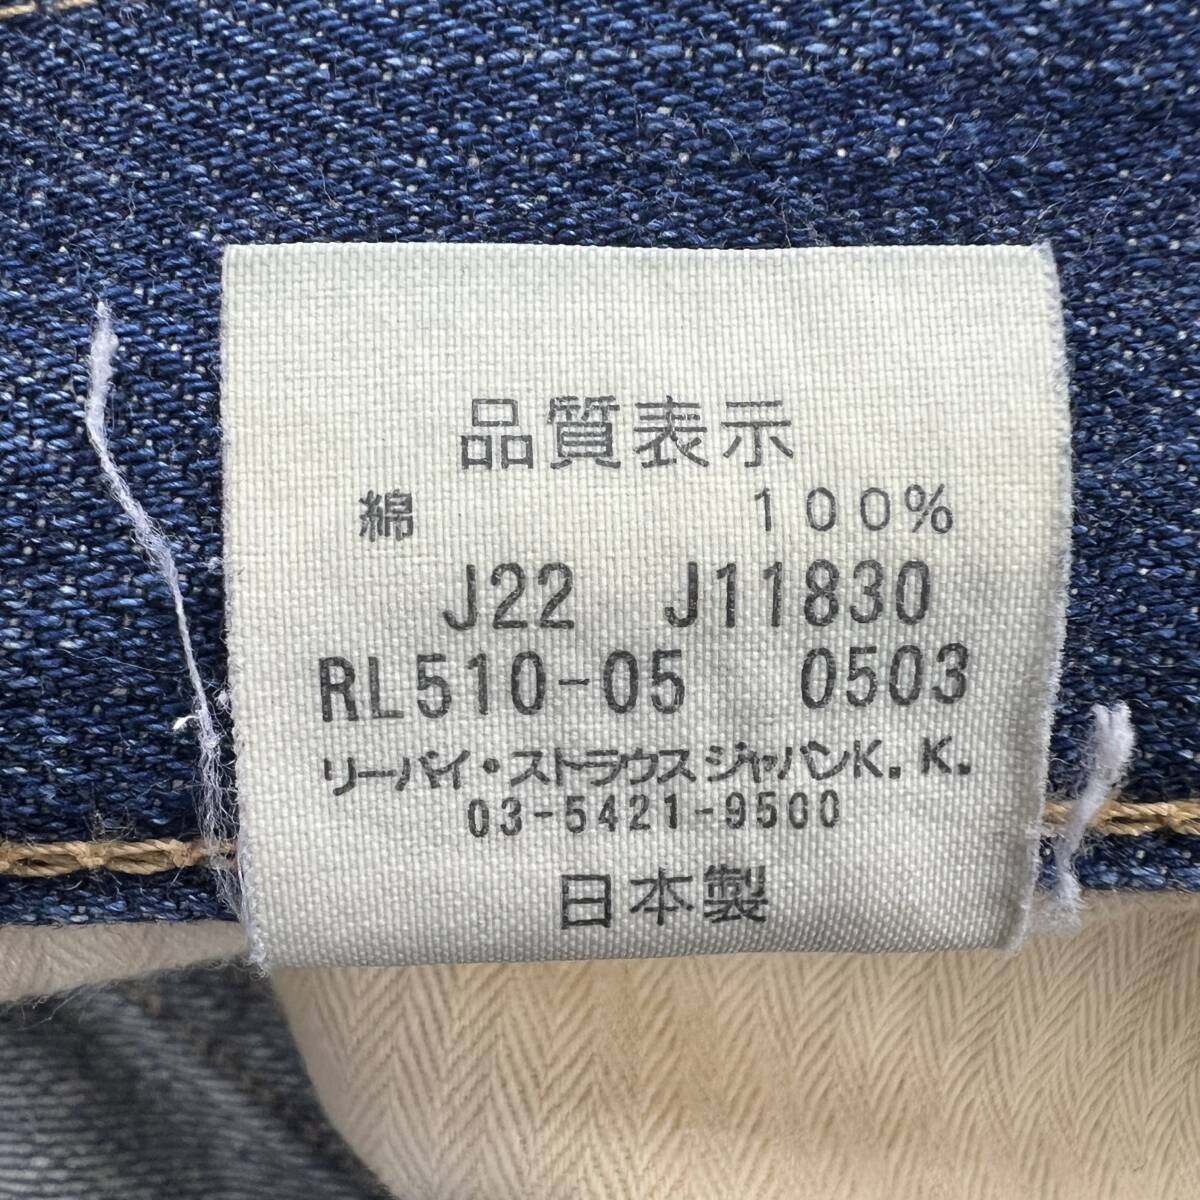 品質表示
綿 100%
J22 J11830
RL510-05 0503
リーバイ・ストラウス ジャパンK.K.
03-5421-9500
日本製